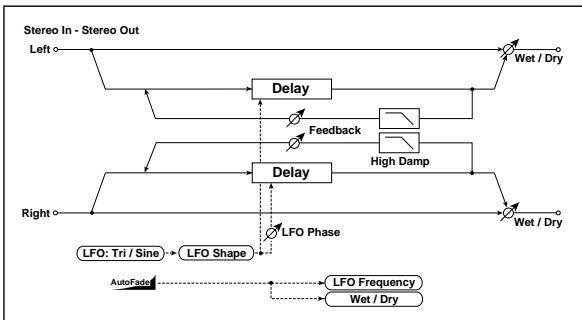 Stereo In - Stereo Out
Left
Wet / Dry
Delay
Feedback
High Damp
Delay
Right
Wet / Dry
LFO Phase
LFO: Tri / Sine
LFO Shape
AutoFade
LFO Frequency
Wet / Dry